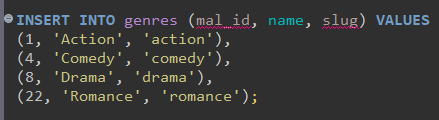 INSERT INTO genres (mal_id, name, slug) VALUES
(1, 'Action', 'action'),
(4, 'Comedy', 'comedy'),
(8, 'Drama', 'drama'),
(22, 'Romance', 'romance');